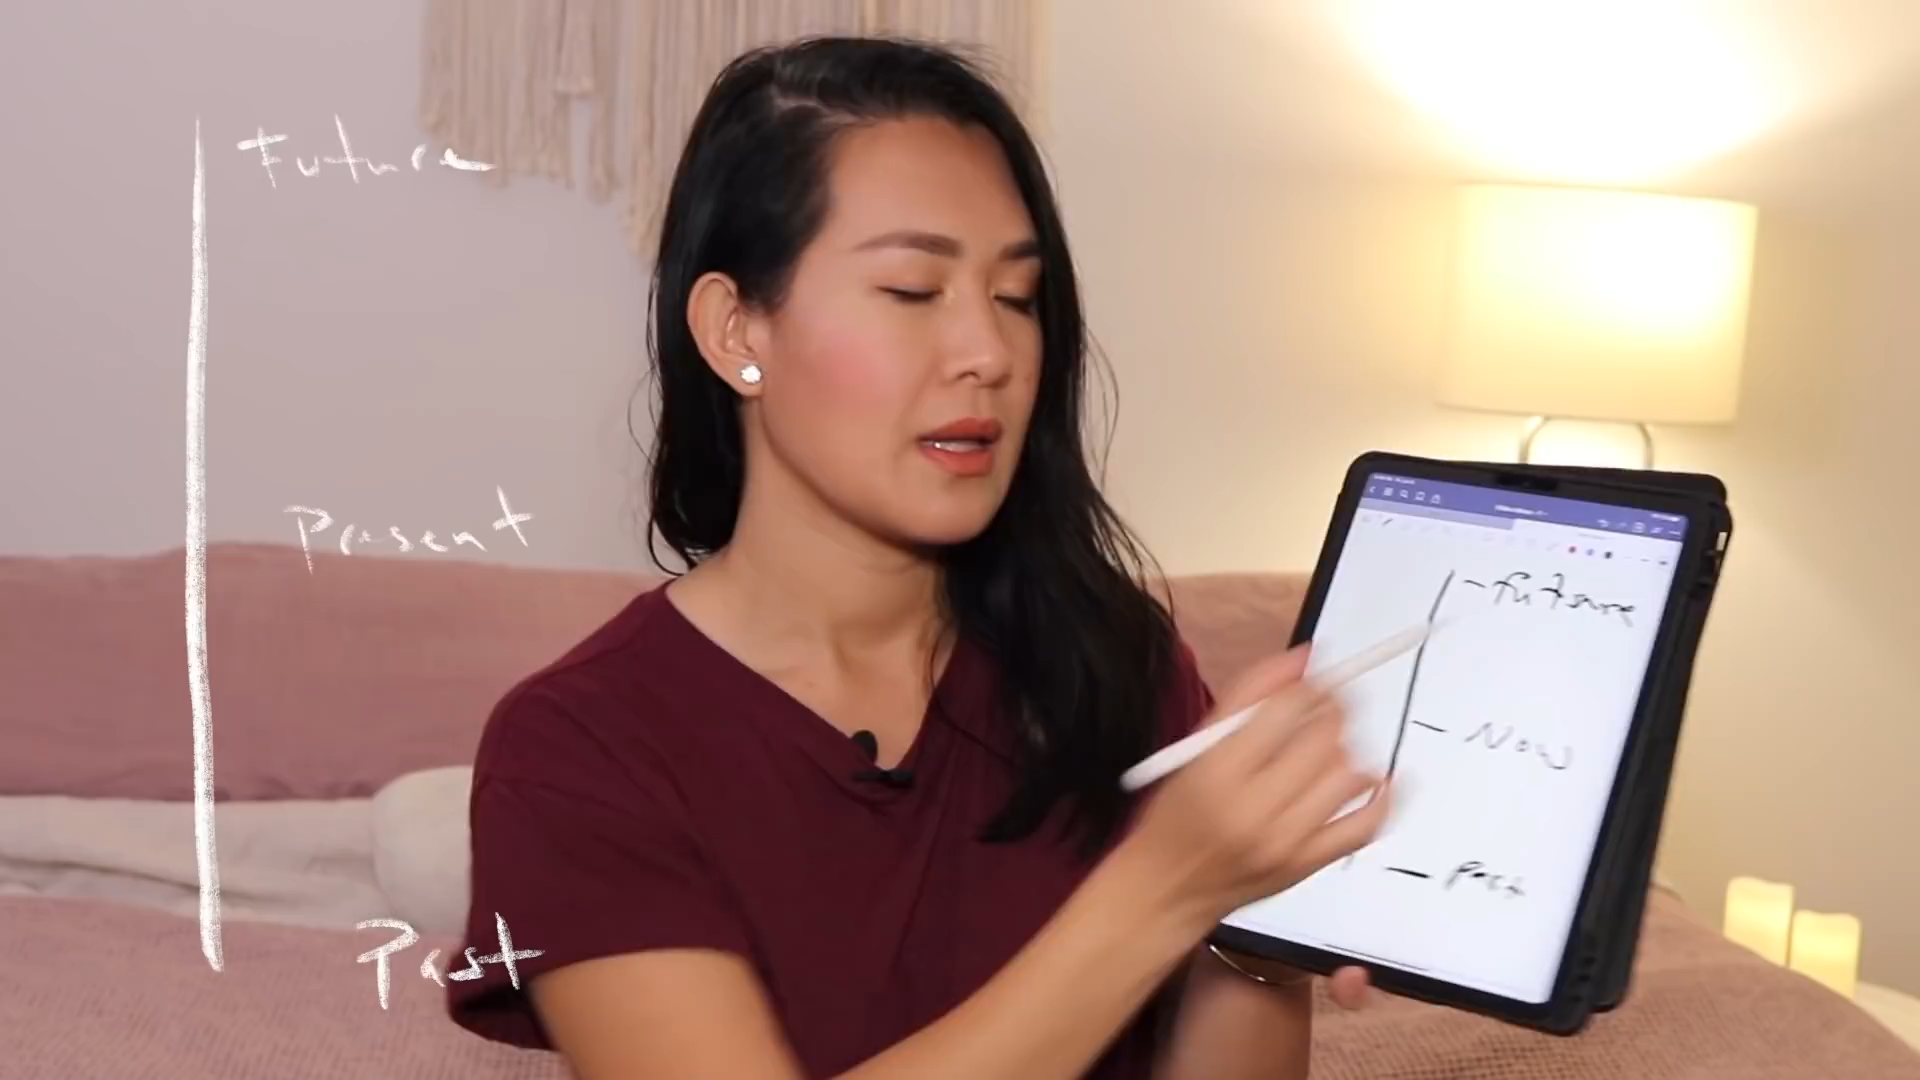 Future
Present
Past
- future
- Now
- Past